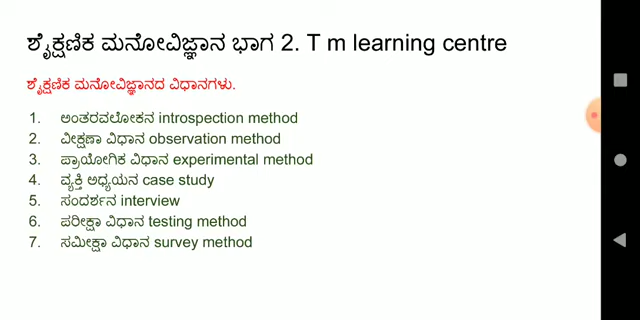 ಶೈಕ್ಷಣಿಕ ಮನೋವಿಜ್ಞಾನ ಭಾಗ 2. T m learning centre
ಶೈಕ್ಷಣಿಕ ಮನೋವಿಜ್ಞಾನದ ವಿಧಾನಗಳು.
1. ಅಂತರವಲೋಕನ introspection method
2. ವೀಕ್ಷಣಾ ವಿಧಾನ observation method
3. ಪ್ರಾಯೋಗಿಕ ವಿಧಾನ experimental method
4. ವ್ಯಕ್ತಿ ಅಧ್ಯಯನ case study
5. ಸಂದರ್ಶನ interview
6. ಪರೀಕ್ಷಾ ವಿಧಾನ testing method
7. ಸಮೀಕ್ಷಾ ವಿಧಾನ survey method